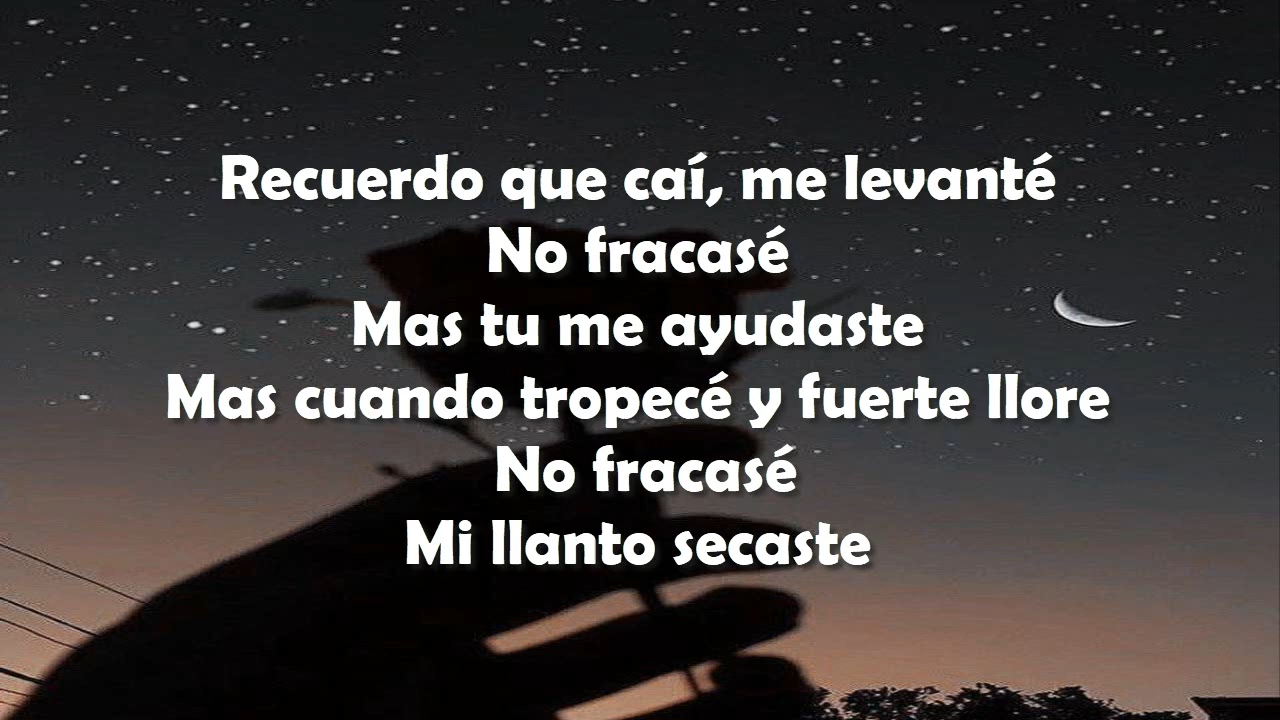 Recuerdo que caí, me levanté
No fracasé
Mas tu me ayudaste
Mas cuando tropecé y fuerte llore
No fracasé
Mi llanto secaste